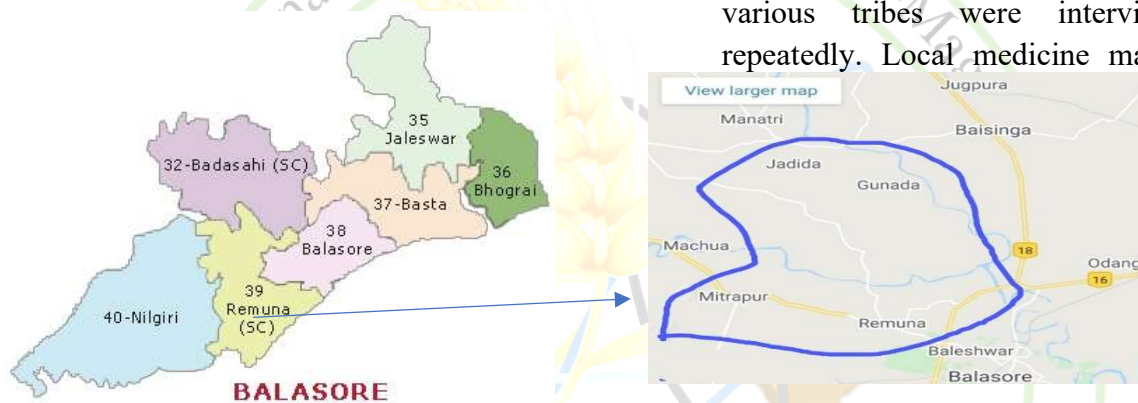 various tribes were
repeatedly. Local medicine
35
Jaleswar
32-Badasahi (SC)
36
Bhograi
37-Basta
38
Balasore
39
Remuna
(SC)
40-Nilgiri
BALASORE
View larger map
Jugpura
Manatri
Baisinga
Jadida
Gunada
Machua
18
Odang
16
Mitrapur
Remuna
Baleshwar
Balasore